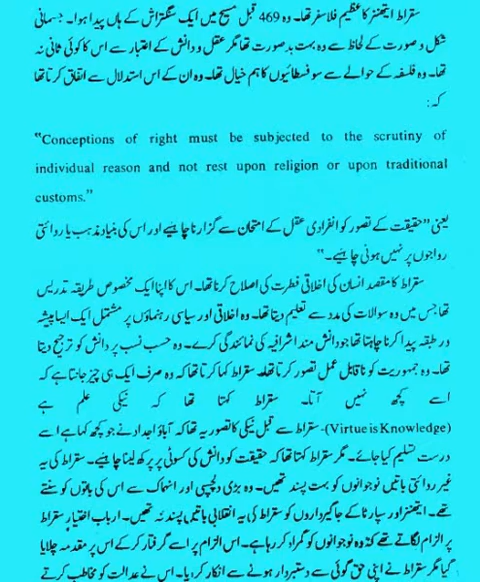 سقراط ایتھنز کا عظیم فلاسفر تھا۔ وہ 469 قبل مسیح میں ایک سنگتراش کے ہاں پیدا ہوا۔ جسمانی
شکل و صورت کے لحاظ سے وہ بہت بد صورت تھا مگر عقل و دانش کے اعتبار سے اس کا کوئی ثانی نہ
تھا۔ وہ فلسفہ کے حوالے سے سوفسطائیوں کا ہم خیال تھا۔ وہ ان کے اس استدلال سے اتفاق کرتا تھا
کہ:
"Conceptions of right must be subjected to the scrutiny of
individual reason and not rest upon religion or upon traditional
customs."
یعنی "حقیقت کے تصور کو انفرادی عقل کے امتحان سے گزارنا چاہیے اور اس کی بنیاد مذہب یا روائتی
رواجوں پر نہیں ہونی چاہیے۔"
سقراط کا مقصد انسان کی اخلاقی فطرت کی اصلاح کرنا تھا۔ اس کا اپنا ایک مخصوص طریقہ تدریس
تھا جس میں وہ سوالات کی مدد سے تعلیم دیتا تھا۔ وہ اخلاقی اور سیاسی رہنماؤں پر مشتمل ایک ایسا پیشہ
ور طبقہ پیدا کرنا چاہتا تھا جو دانش مند اشرافیہ کی نمائندگی کرے۔ وہ حسب نسب پر دانش کو ترجیح دیتا
تھا۔ وہ جمہوریت کو ناقابل عمل تصور کرتا تھا۔ سقراط کہا کرتا تھا کہ وہ صرف ایک ہی چیز جانتا ہے کہ
اسے کچھ نہیں آتا۔ سقراط کہتا تھا کہ نیکی علم ہے
(Virtue is Knowledge)۔ سقراط سے قبل نیکی کا تصور یہ تھا کہ آباؤ اجداد نے جو کچھ کہا ہے اسے
درست تسلیم کیا جائے۔ مگر سقراط کہتا تھا کہ حقیقت کو دانش کی کسوٹی پر پرکھ لینا چاہیے۔ سقراط کی یہ
غیر روائتی باتیں نوجوانوں کو بہت پسند تھیں۔ وہ بڑی دلچسپی اور انہماک سے اس کی باتوں کو سنتے
تھے۔ ایتھنز اور سپارٹا کے جاگیرداروں کو سقراط کی یہ انقلابی باتیں پسند نہ تھیں۔ ارباب اختیار سقراط
پر الزام لگاتے تھے کہ وہ نوجوانوں کو گمراہ کر رہا ہے۔ اس الزام پر اسے گرفتار کر کے اس پر مقدمہ چلایا
گیا مگر سقراط نے اپنی حق گوئی سے دستبردار ہونے سے انکار کر دیا۔ اس نے عدالت کو مخاطب کرتے